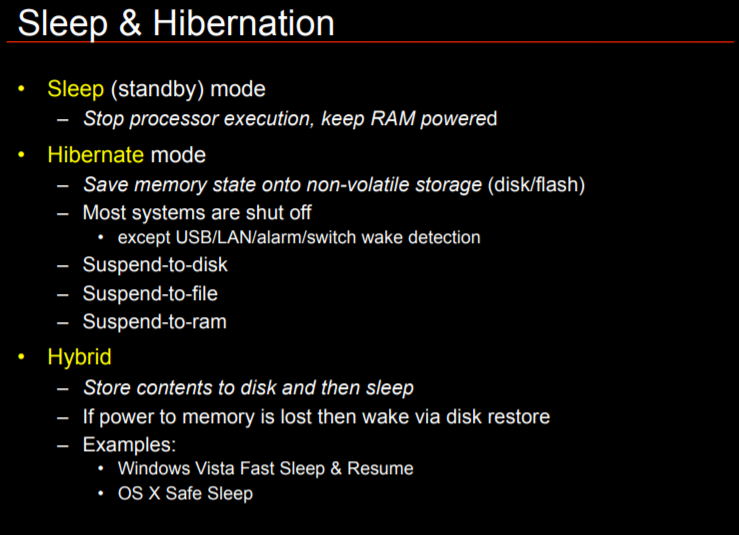 Sleep & Hibernation
• Sleep (standby) mode
– Stop processor execution, keep RAM powered
• Hibernate mode
– Save memory state onto non-volatile storage (disk/flash)
– Most systems are shut off
• except USB/LAN/alarm/switch wake detection
– Suspend-to-disk
– Suspend-to-file
– Suspend-to-ram
• Hybrid
– Store contents to disk and then sleep
– If power to memory is lost then wake via disk restore
– Examples:
• Windows Vista Fast Sleep & Resume
• OS X Safe Sleep